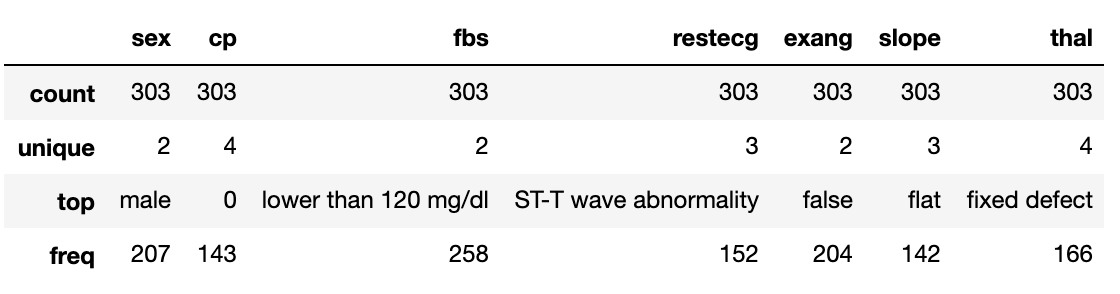 sex cp fbs restecg exang slope thal
count 303 303 303 303 303 303 303
unique 2 4 2 3 2 3 4
top male 0 lower than 120 mg/dl ST-T wave abnormality false flat fixed defect
freq 207 143 258 152 204 142 166